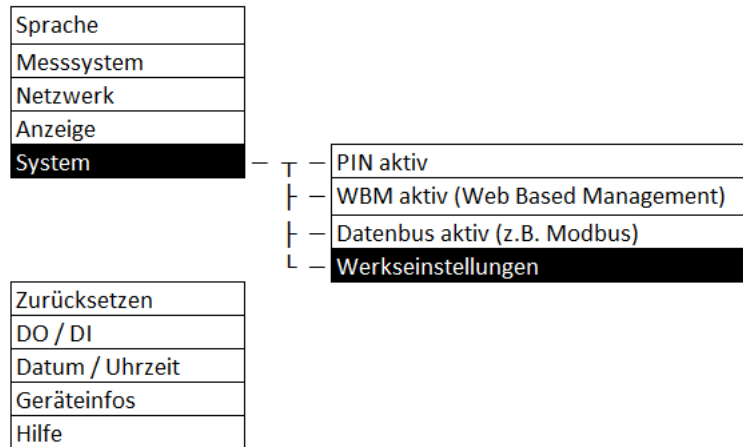 Sprache
Messsystem
Netzwerk
Anzeige
System
PIN aktiv
WBM aktiv (Web Based Management)
Datenbus aktiv (z.B. Modbus)
Werkseinstellungen
Zurücksetzen
DO / DI
Datum / Uhrzeit
Geräteinfos
Hilfe